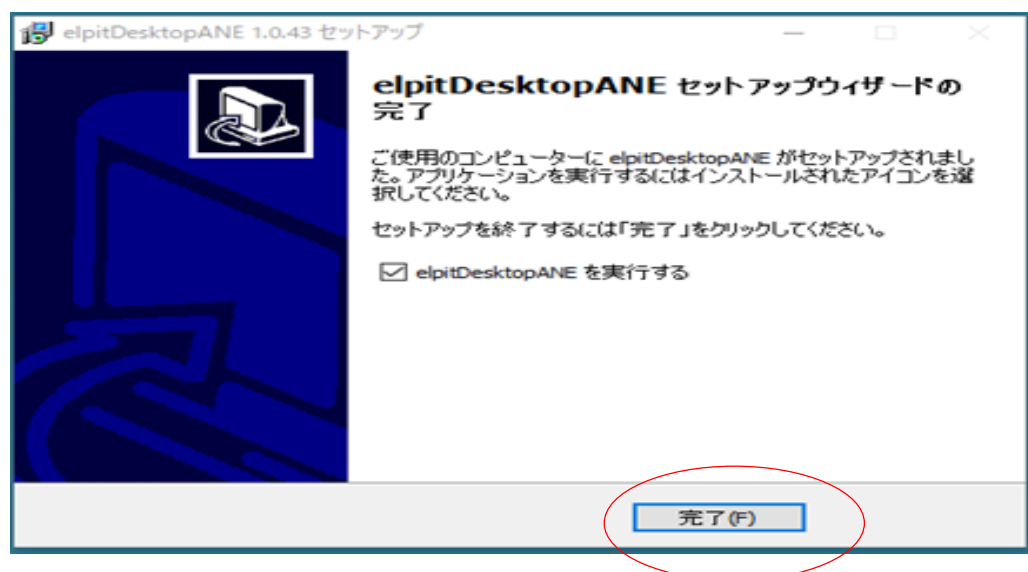 elpitDesktopANE 1.0.43 セットアップ
elpitDesktopANE セットアップウィザードの
完了
ご使用のコンピューターに elpitDesktopANE がセットアップされまし
た。アプリケーションを実行するにはインストールされたアイコンを選
択してください。
セットアップを終了するには「完了」をクリックしてください。
elpitDesktopANE を実行する
完了(F)